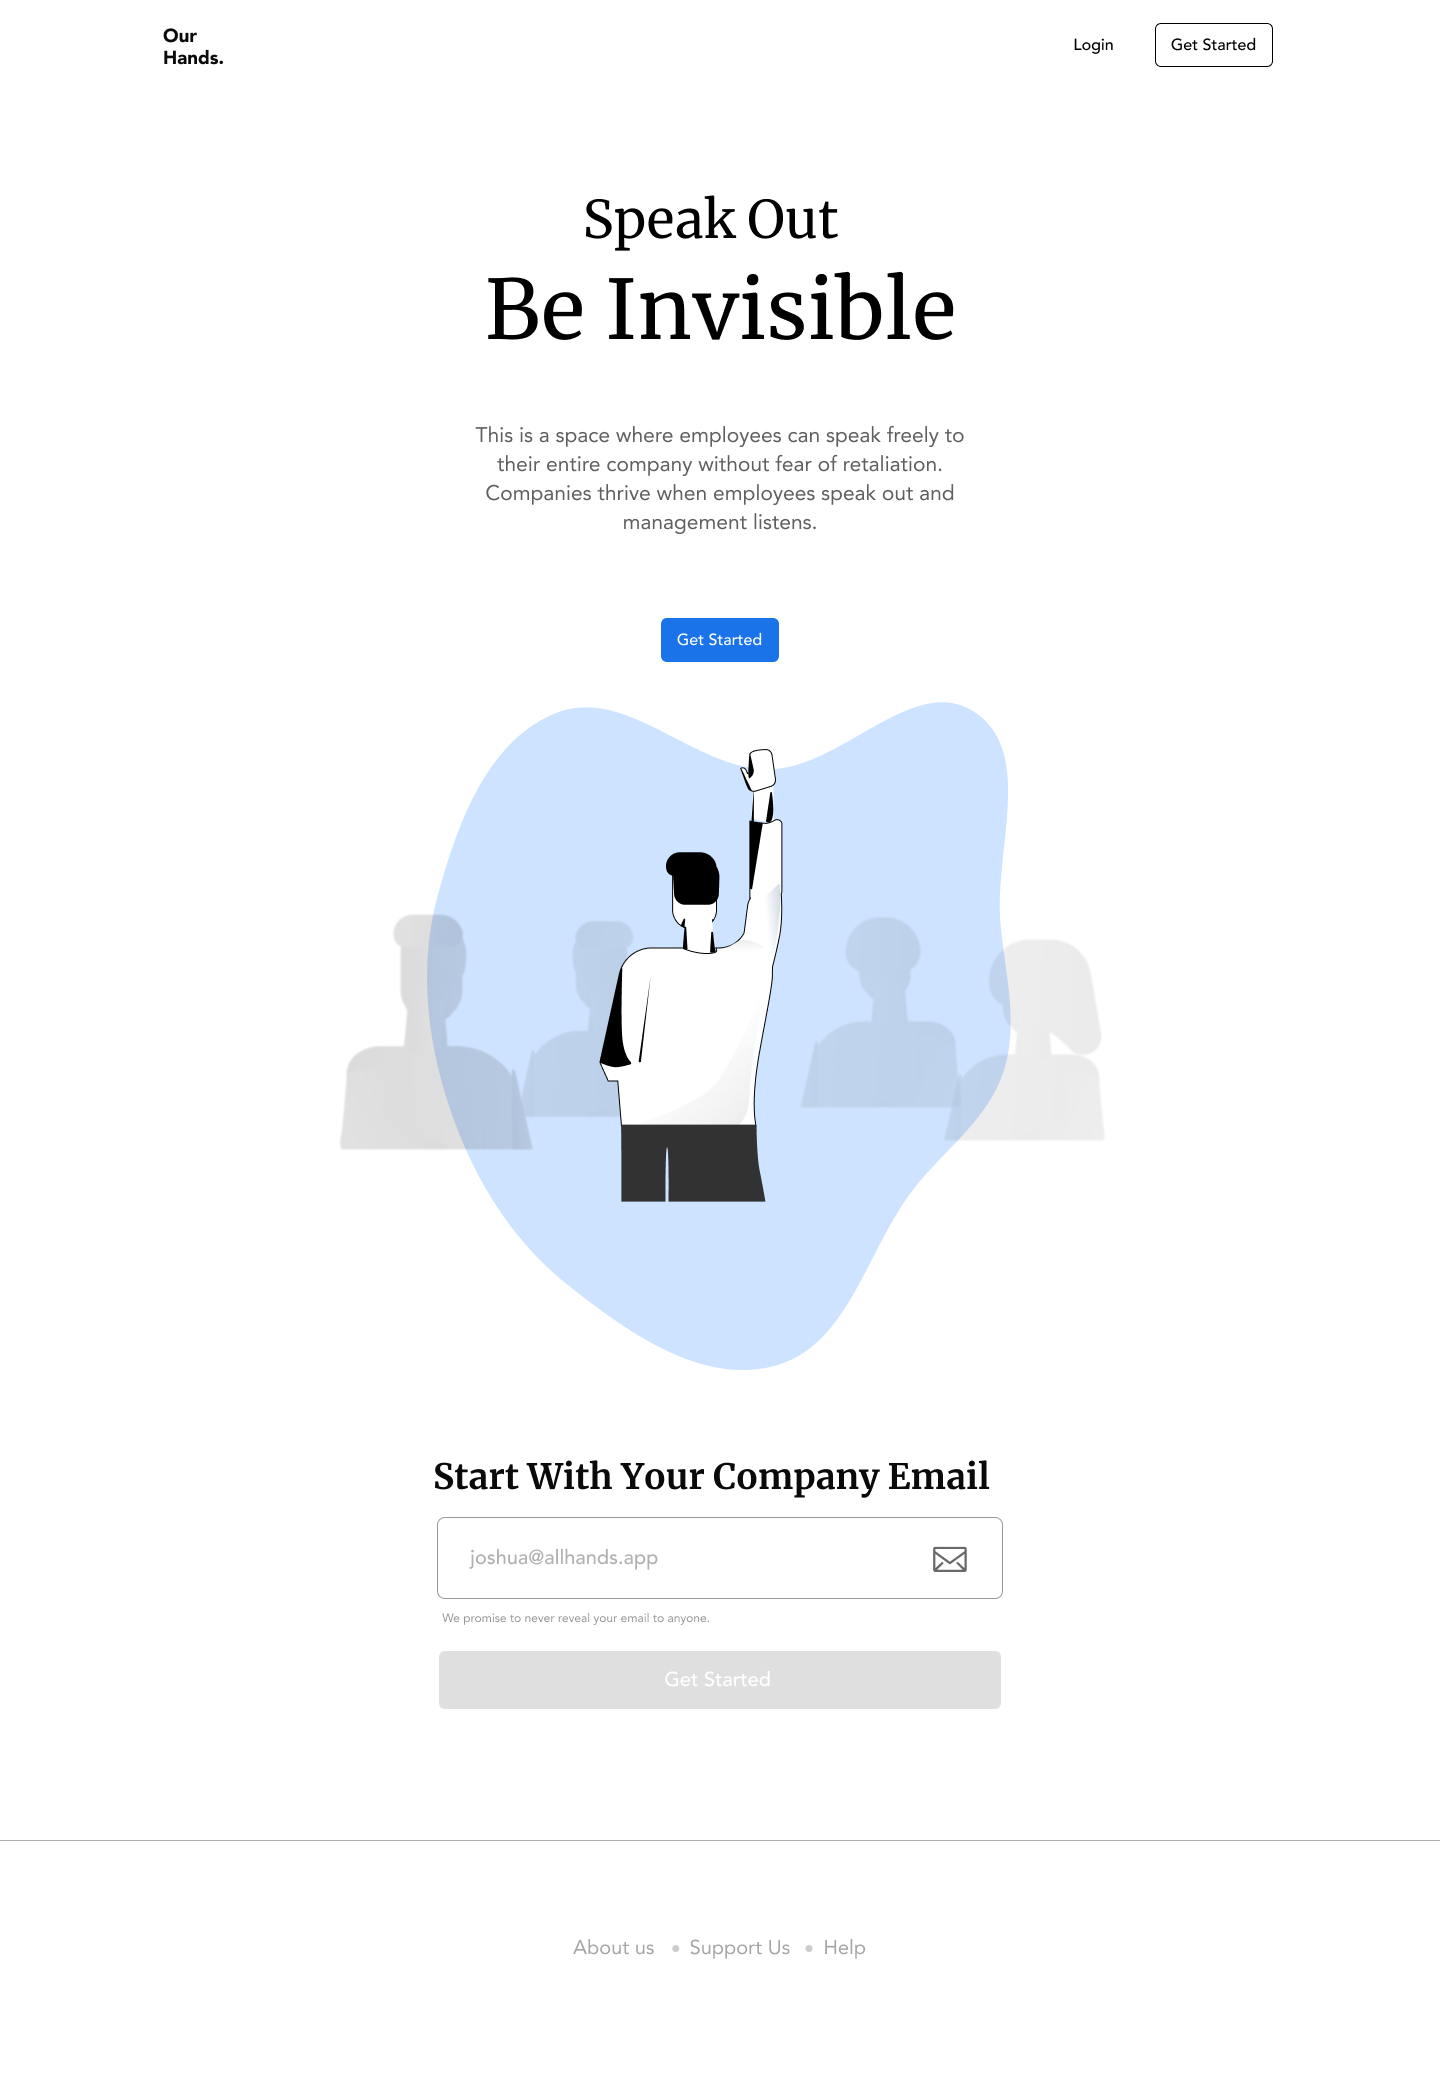 Our
Hands.
Login
Get Started
Speak Out
Be Invisible
This is a space where employees can speak freely to
their entire company without fear of retaliation.
Companies thrive when employees speak out and
management listens.
Get Started
Start With Your Company Email
joshua@allhands.app
We promise to never reveal your email to anyone.
Get Started
About us • Support Us • Help